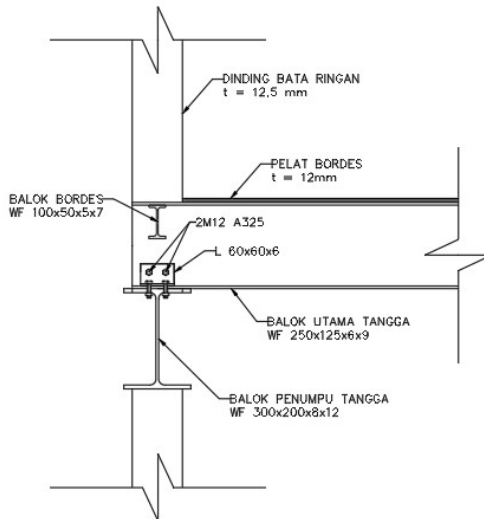 DINDING BATA RINGAN
t = 12,5 mm
PELAT BORDES
t = 12mm
BALOK BORDES
WF 100x50x5x7
2M12 A325
L 60x60x6
BALOK UTAMA TANGGA
WF 250x125x6x9
BALOK PENUMPU TANGGA
WF 300x200x8x12